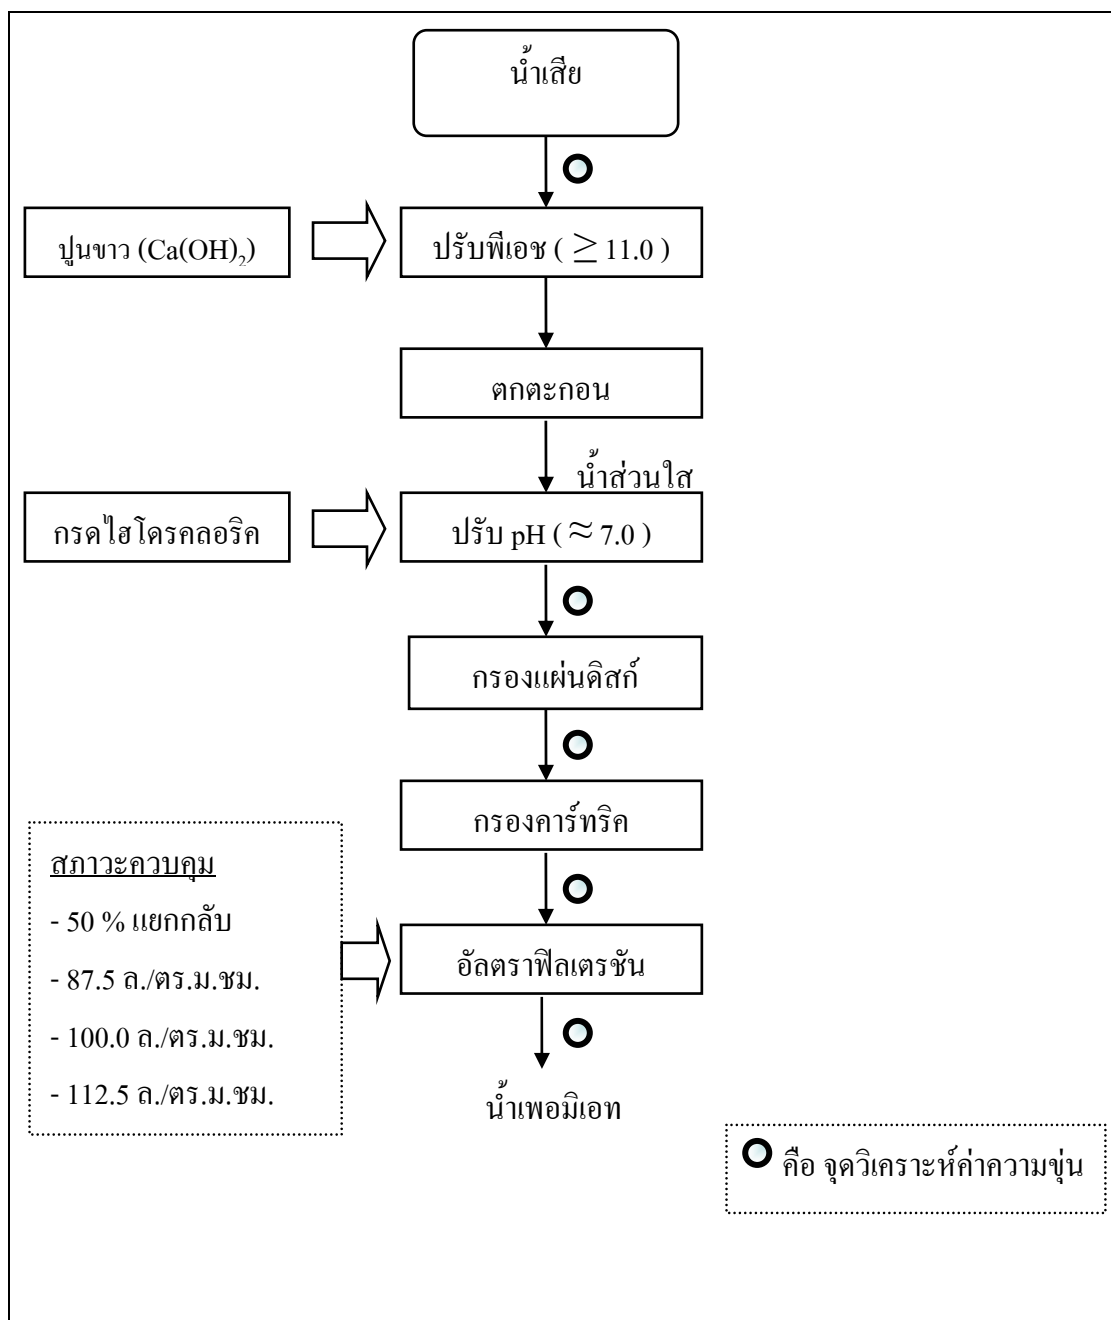 น้ำเสีย
ปูนขาว (Ca(OH)₂)
ปรับพีเอช ( ≥ 11.0 )
ตกตะกอน
น้ำส่วนใส
กรดไฮโดรคลอริค
ปรับ pH ( ≈ 7.0 )
กรองแผ่นดิสก์
กรองคาร์ทริค
สภาวะควบคุม
- 50 % แยกกลับ
- 87.5 ล./ตร.ม.ชม.
- 100.0 ล./ตร.ม.ชม.
- 112.5 ล./ตร.ม.ชม.
อัลตราฟิลเตรชัน
น้ำเพอมิเอท
คือ จุดวิเคราะห์ค่าความขุ่น